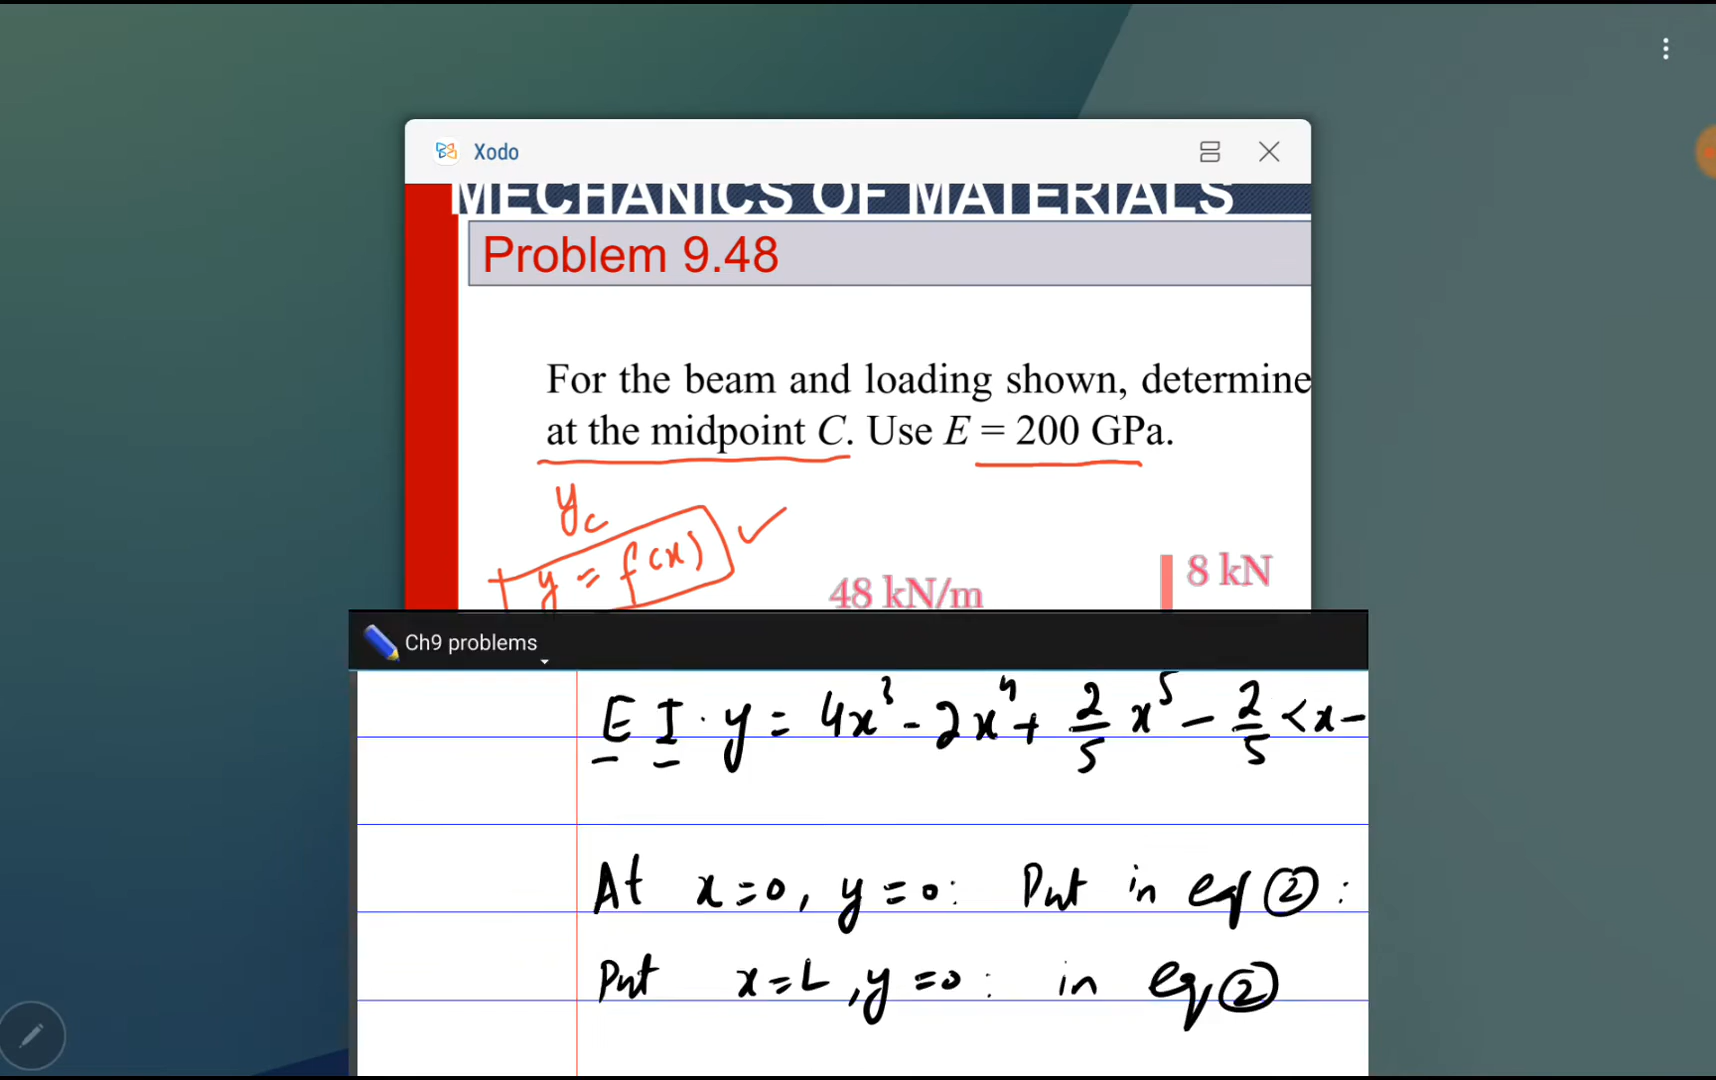 Xodo
MECHANICS OF MATERIALS
Problem 9.48
For the beam and loading shown, determine
at the midpoint C. Use E = 200 GPa.
yc
y = f(x)
48 kN/m
8 kN
Ch9 problems
E I · y = 4x³ - 2x⁴ + 2/5 x⁵ - 2/5 <x-
At x=0, y=0: Put in eq ②:
Put x=L, y=0: in eq ②